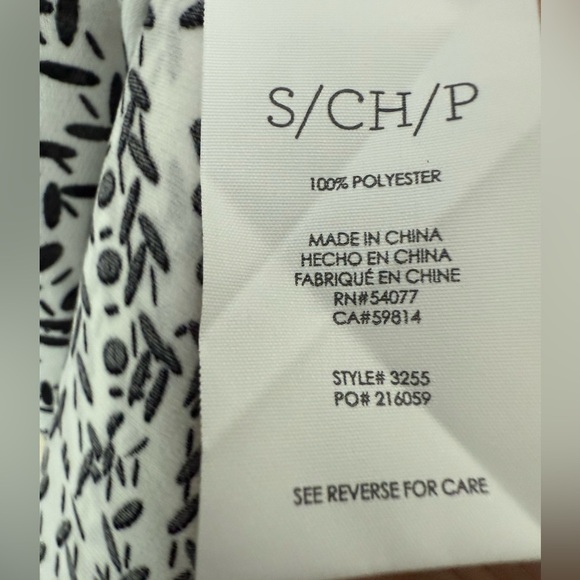 S/CH/P
100% POLYESTER
MADE IN CHINA
HECHO EN CHINA
FABRIQUÉ EN CHINE
RN#54077
CA#59814
STYLE# 3255
PO# 216059
SEE REVERSE FOR CARE